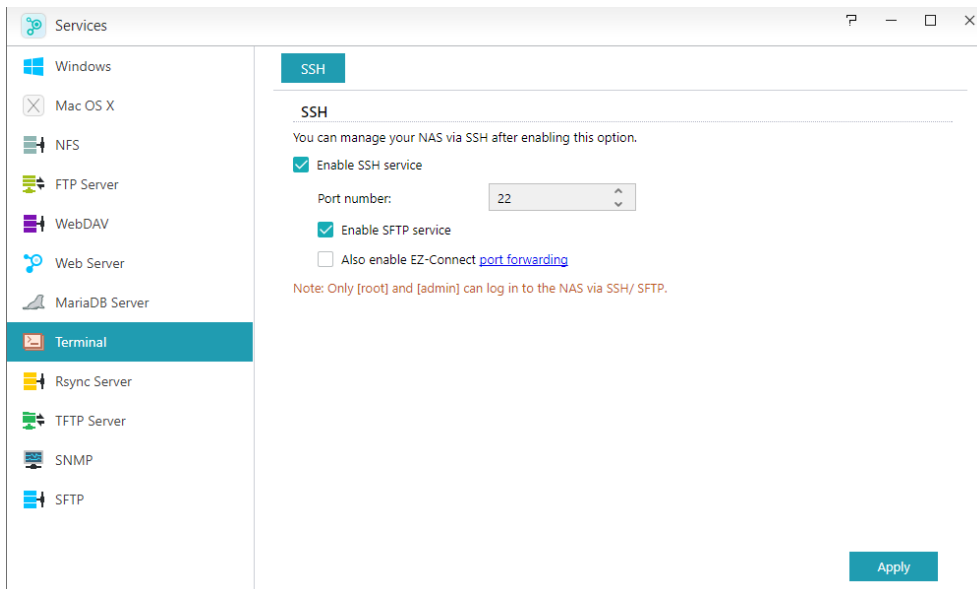 Services
Windows
Mac OS X
NFS
FTP Server
WebDAV
Web Server
MariaDB Server
Terminal
Rsync Server
TFTP Server
SNMP
SFTP
SSH
SSH
You can manage your NAS via SSH after enabling this option.
Enable SSH service
Port number: 22
Enable SFTP service
Also enable EZ-Connect port forwarding
Note: Only [root] and [admin] can log in to the NAS via SSH/ SFTP.
Apply